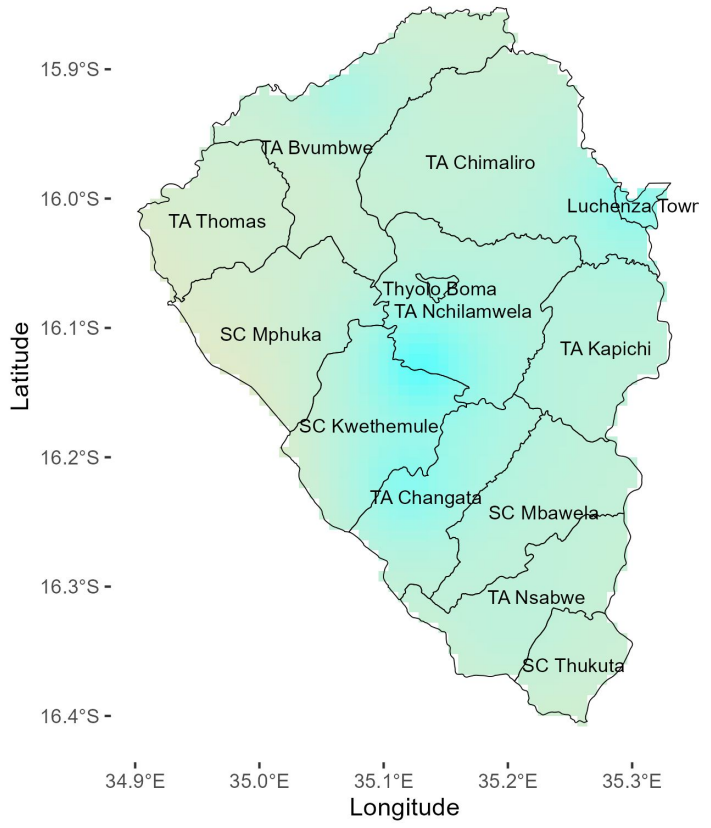 15.9°S
TA Bvumbwe
TA Chimaliro
16.0°S
Luchenza Towr
TA Thomas
Thyolo Boma
TA Nchilamwela
16.1°S
SC Mphuka
TA Kapichi
Latitude
SC Kwethemule
16.2°S
TA Changata
SC Mbawela
16.3°S
TA Nsabwe
SC Thukuta
16.4°S
34.9°E
35.0°E
35.1°E
35.2°E
35.3°E
Longitude